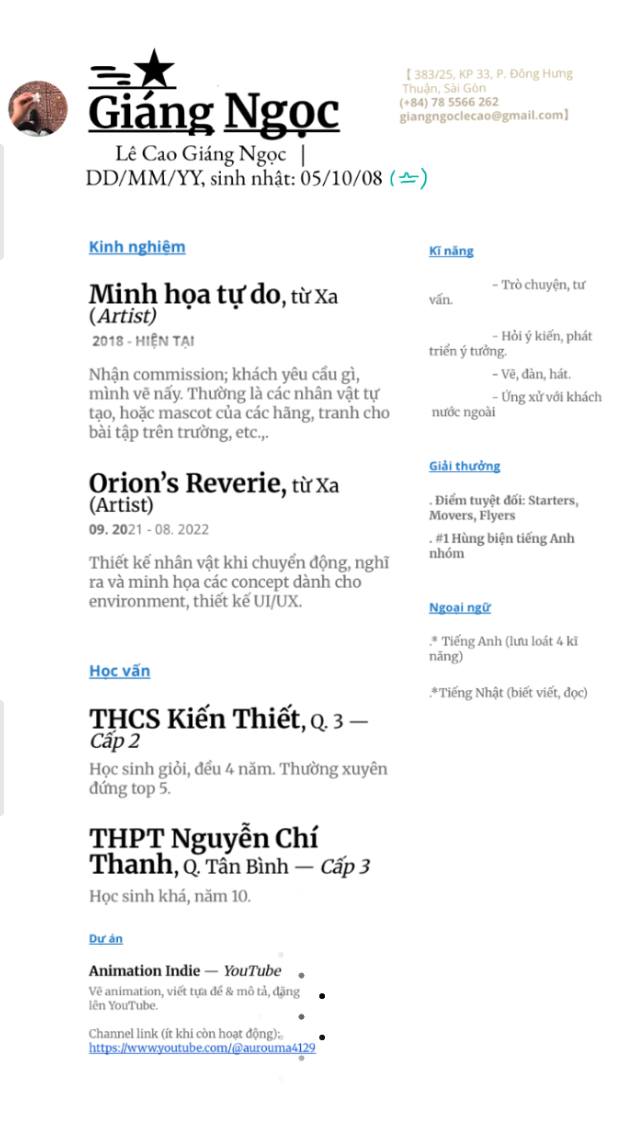 Giáng Ngọc
【 383/25, KP 33, P. Đông Hưng
Thuận, Sài Gòn
(+84) 78 5566 262
giangngoclecao@gmail.com】
Lê Cao Giáng Ngọc |
DD/MM/YY, sinh nhật: 05/10/08 (♎)
Kinh nghiệm
Minh họa tự do, từ Xa
(Artist)
2018 - HIỆN TẠI
Nhận commission; khách yêu cầu gì,
mình vẽ nấy. Thường là các nhân vật tự
tạo, hoặc mascot của các hãng, tranh cho
bài tập trên trường, etc.,.
Orion’s Reverie, từ Xa
(Artist)
09. 2021 - 08. 2022
Thiết kế nhân vật khi chuyển động, nghĩ
ra và minh họa các concept dành cho
environment, thiết kế UI/UX.
Học vấn
THCS Kiến Thiết, Q. 3 —
Cấp 2
Học sinh giỏi, đều 4 năm. Thường xuyên
đứng top 5.
THPT Nguyễn Chí
Thanh, Q. Tân Bình — Cấp 3
Học sinh khá, năm 10.
Dự án
Animation Indie — YouTube
Vẽ animation, viết tựa đề & mô tả, đăng
lên YouTube.
Channel link (ít khi còn hoạt động):
https://www.youtube.com/@aurouma4129
Kĩ năng
- Trò chuyện, tư
vấn.
- Hỏi ý kiến, phát
triển ý tưởng.
- Vẽ, đàn, hát.
- Ứng xử với khách
nước ngoài
Giải thưởng
. Điểm tuyệt đối: Starters,
Movers, Flyers
. #1 Hùng biện tiếng Anh
nhóm
Ngoại ngữ
.* Tiếng Anh (lưu loát 4 kĩ
năng)
.*Tiếng Nhật (biết viết, đọc)